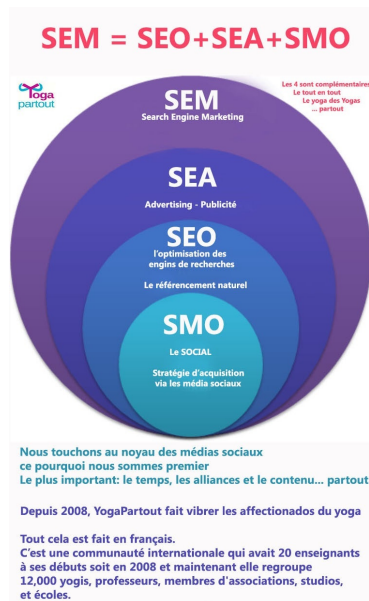 SEM = SEO+SEA+SMO
Yoga
partout
Les 4 sont complémentaires
Le tout en tout
Le yoga des Yogas
... partout
SEM
Search Engine Marketing
SEA
Advertising - Publicité
SEO
l'optimisation des
engins de recherches
Le référencement naturel
SMO
Le SOCIAL
Stratégie d'acquisition
via les média sociaux
Nous touchons au noyau des médias sociaux
ce pourquoi nous sommes premier
Le plus important: le temps, les alliances et le contenu... partout
Depuis 2008, YogaPartout fait vibrer les affectionados du yoga
Tout cela est fait en français.
C'est une communauté internationale qui avait 20 enseignants
à ses débuts soit en 2008 et maintenant elle regroupe
12,000 yogis, professeurs, membres d'associations, studios,
et écoles.